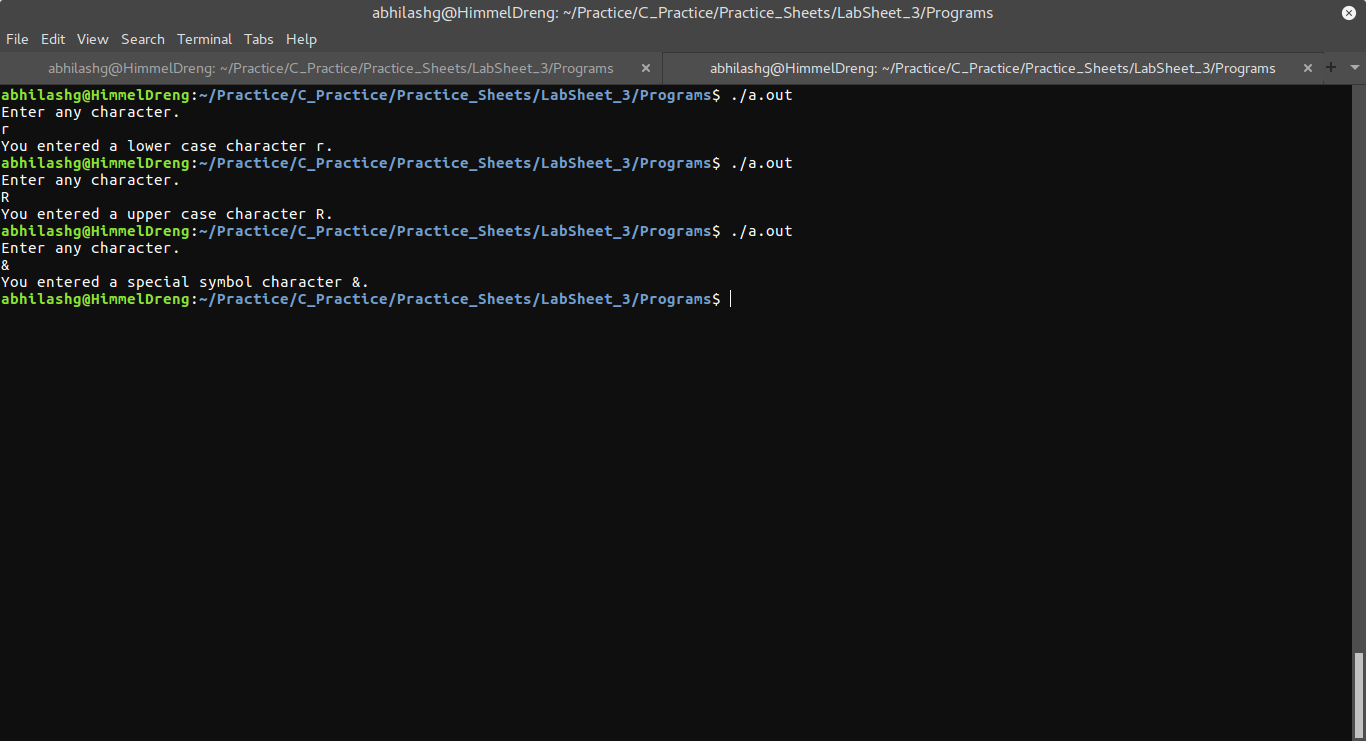 abhilashg@HimmelDreng: ~/Practice/C_Practice/Practice_Sheets/LabSheet_3/Programs
File Edit View Search Terminal Tabs Help
abhilashg@HimmelDreng: ~/Practice/C_Practice/Practice_Sheets/LabSheet_3/Programs × abhilashg@HimmelDreng: ~/Practice/C_Practice/Practice_Sheets/LabSheet_3/Programs ×
abhilashg@HimmelDreng:~/Practice/C_Practice/Practice_Sheets/LabSheet_3/Programs$ ./a.out
Enter any character.
r
You entered a lower case character r.
abhilashg@HimmelDreng:~/Practice/C_Practice/Practice_Sheets/LabSheet_3/Programs$ ./a.out
Enter any character.
R
You entered a upper case character R.
abhilashg@HimmelDreng:~/Practice/C_Practice/Practice_Sheets/LabSheet_3/Programs$ ./a.out
Enter any character.
&
You entered a special symbol character &.
abhilashg@HimmelDreng:~/Practice/C_Practice/Practice_Sheets/LabSheet_3/Programs$